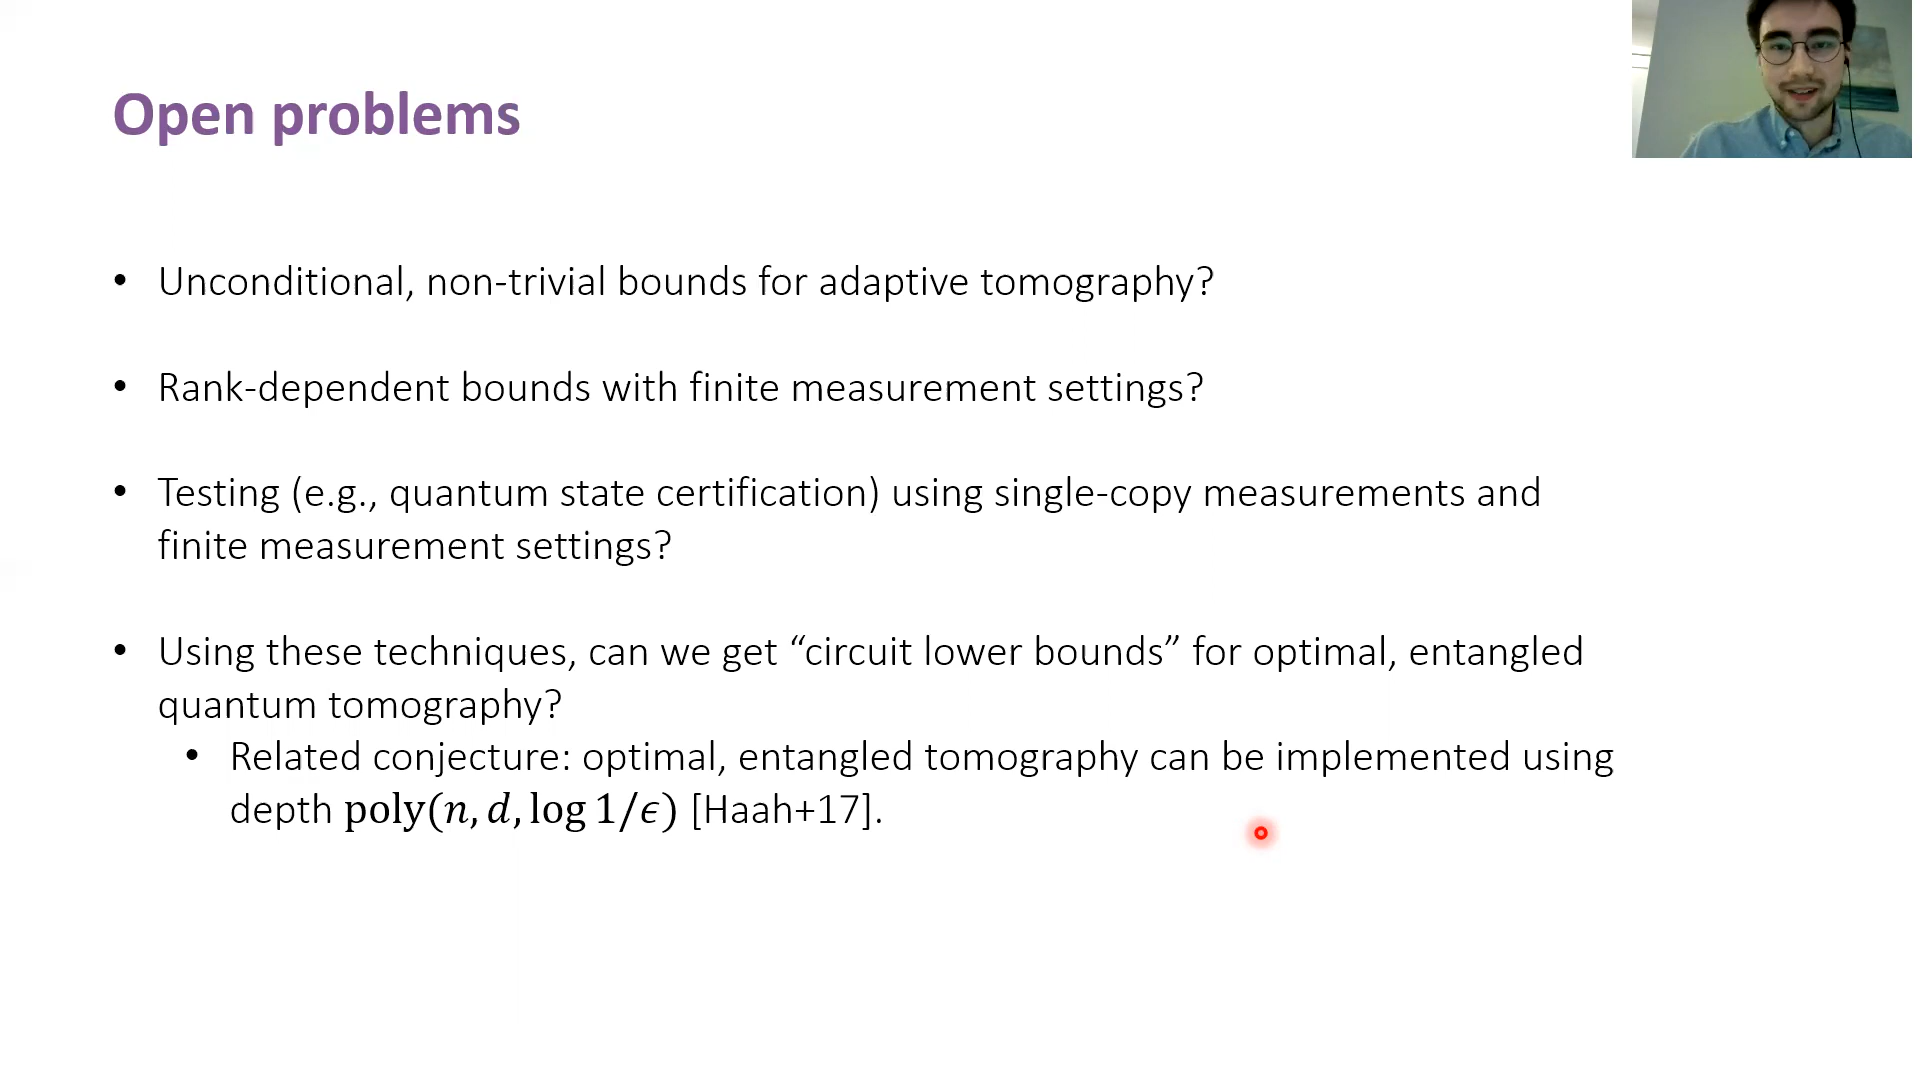 Open problems
• Unconditional, non-trivial bounds for adaptive tomography?
• Rank-dependent bounds with finite measurement settings?
• Testing (e.g., quantum state certification) using single-copy measurements and
finite measurement settings?
• Using these techniques, can we get “circuit lower bounds” for optimal, entangled
quantum tomography?
• Related conjecture: optimal, entangled tomography can be implemented using
depth poly(n, d, log 1/ϵ) [Haah+17].